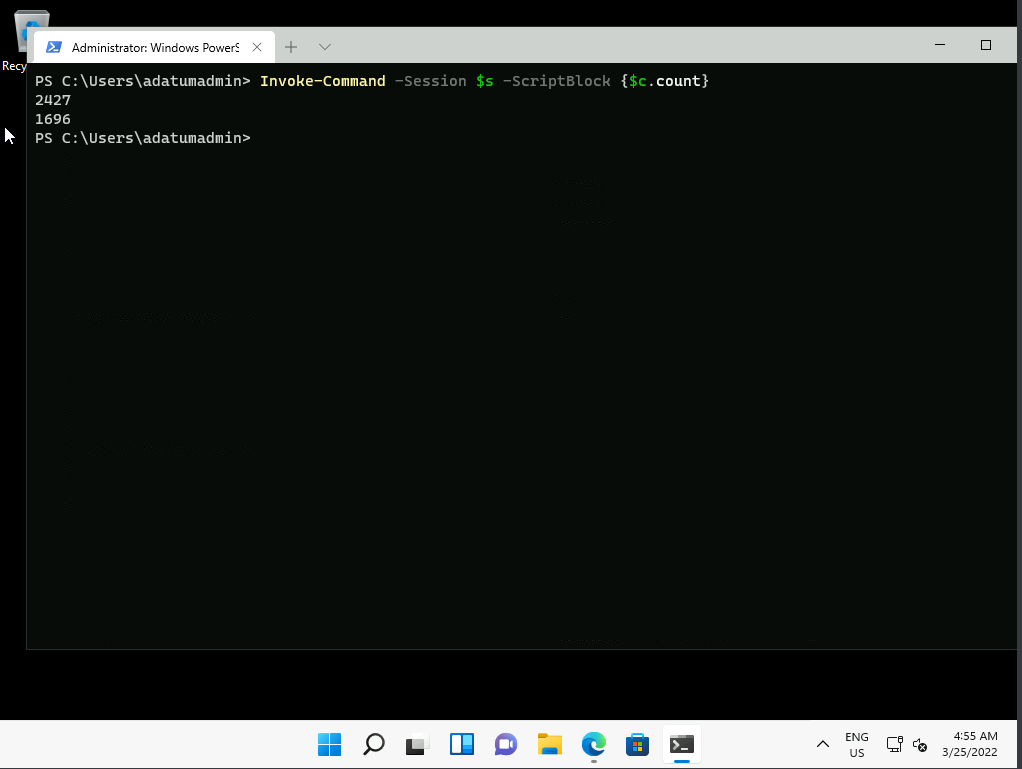 Recy
Administrator: Windows PowerS
PS C:\Users\adatumadmin> Invoke-Command -Session $s -ScriptBlock {$c.count}
2427
1696
PS C:\Users\adatumadmin>
ENG
US
4:55 AM
3/25/2022